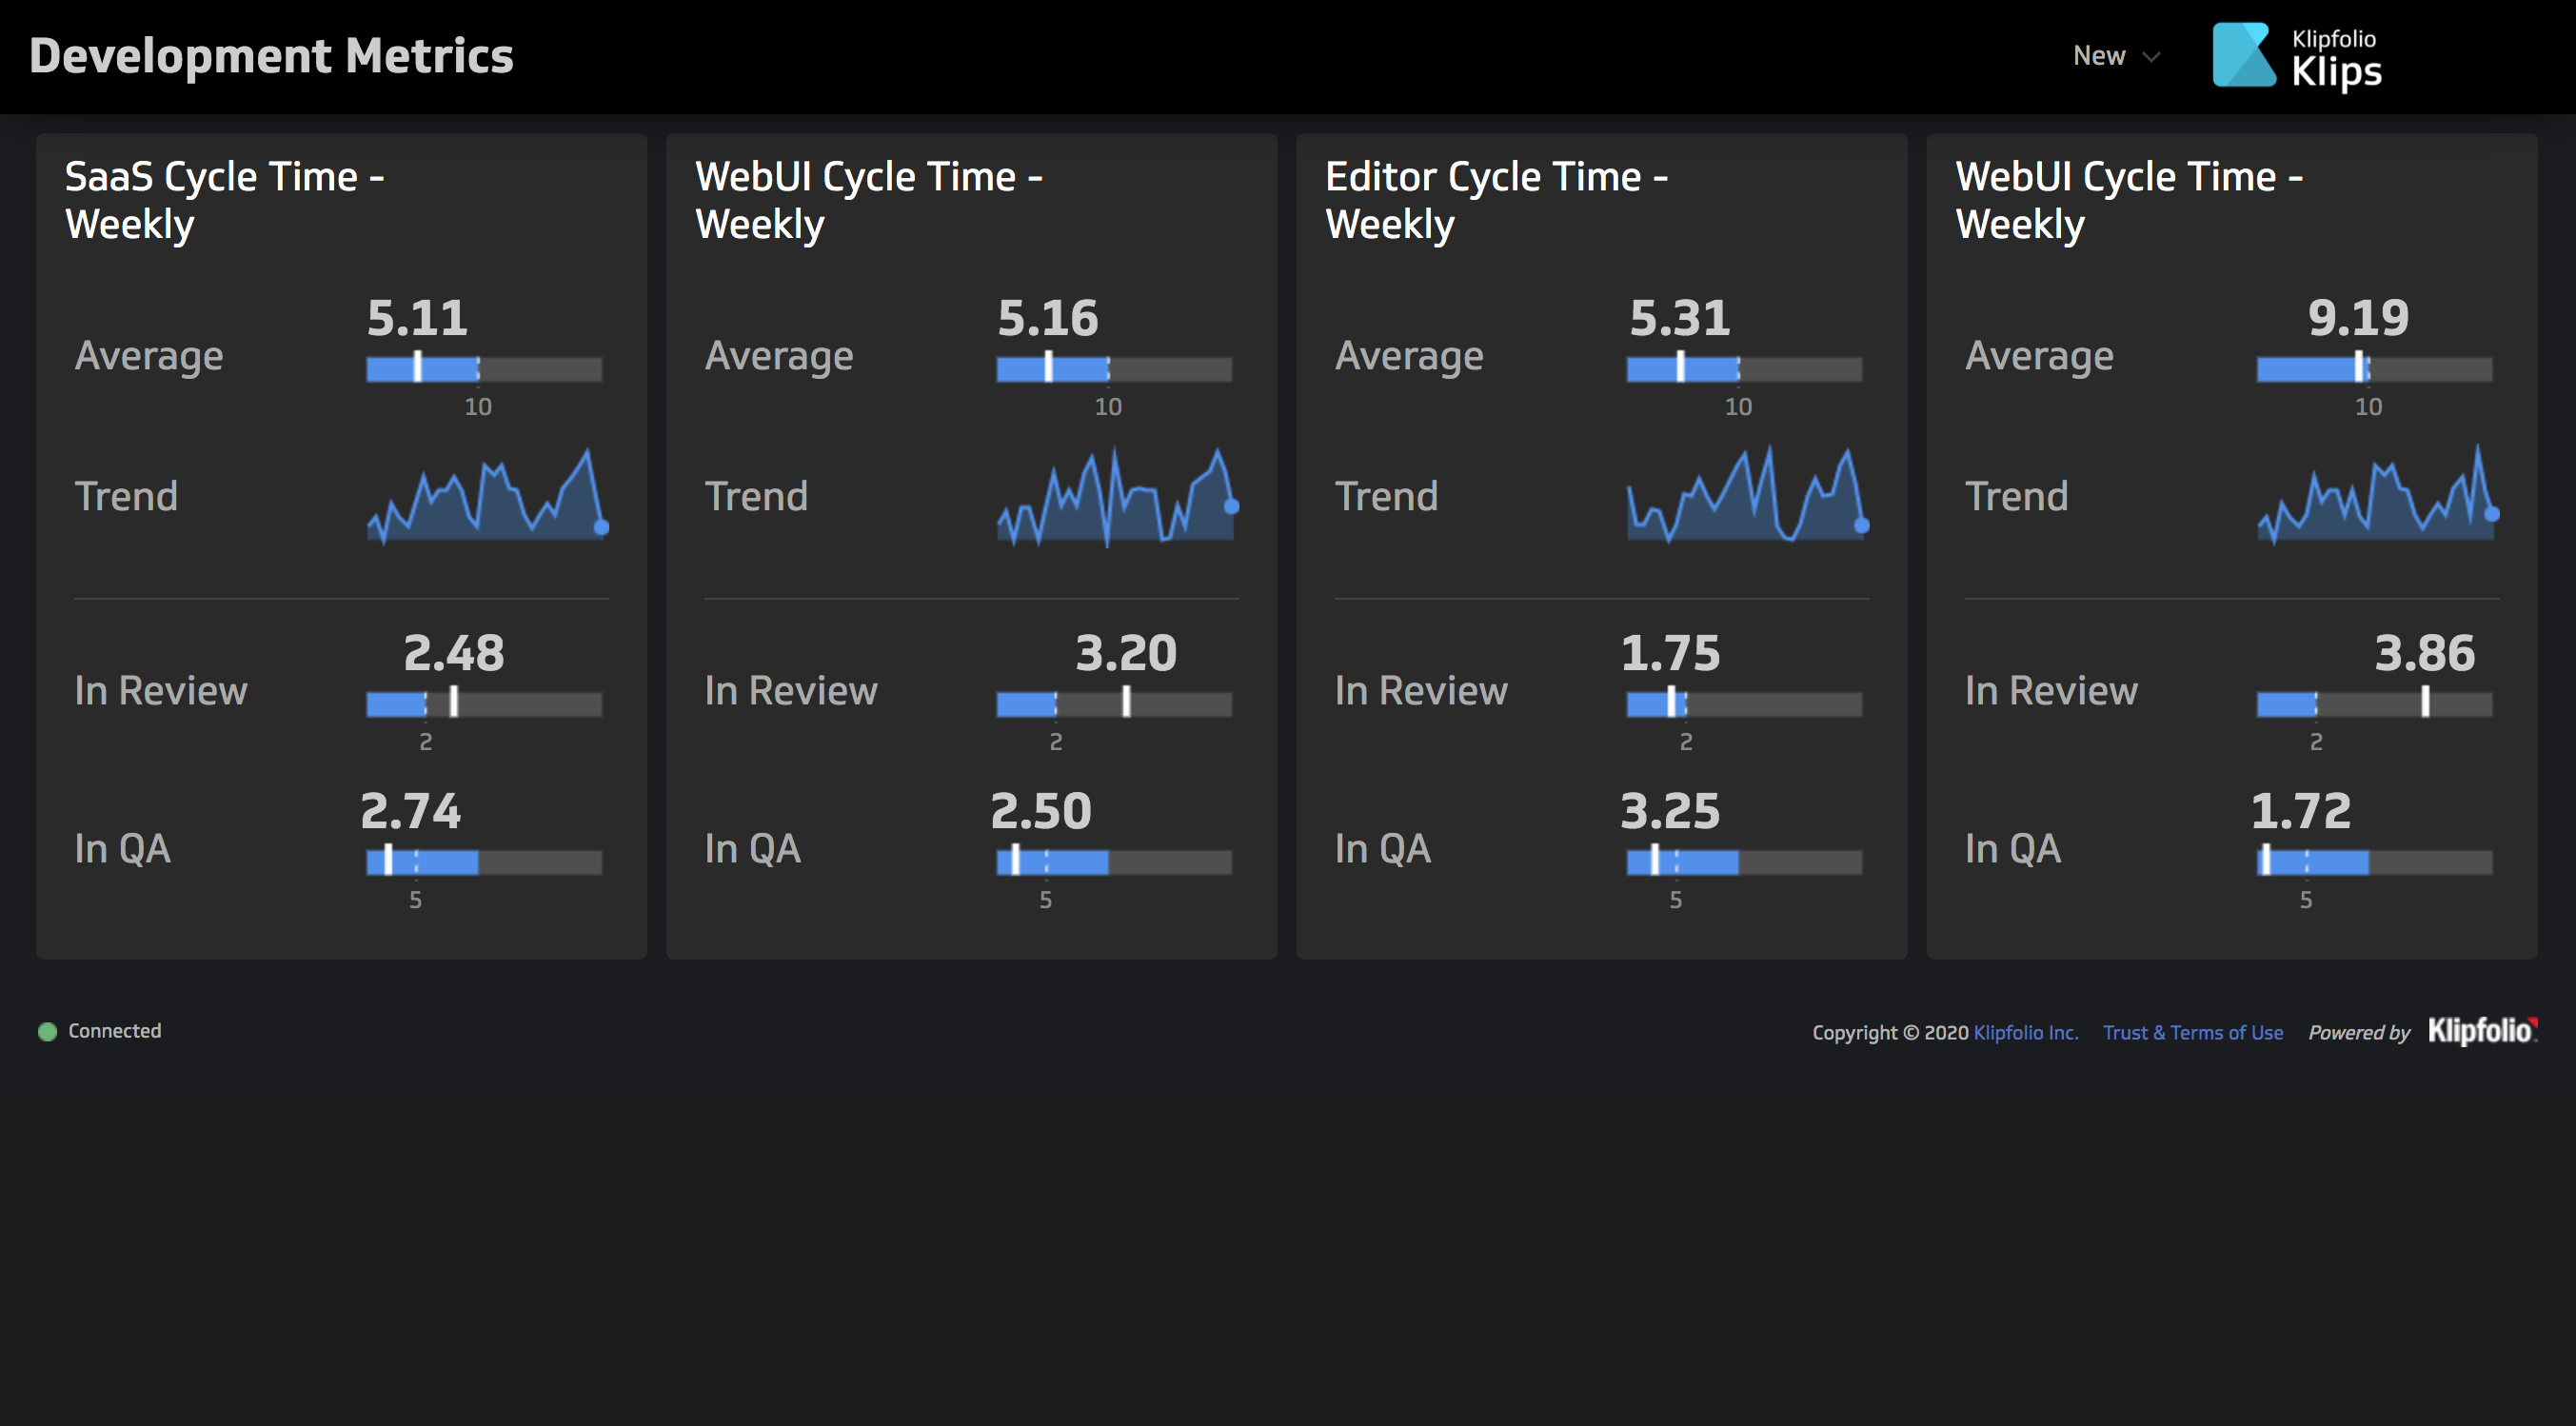 Development Metrics
New
Klipfolio
Klips
SaaS Cycle Time -
Weekly
Average
5.11
10
Trend
In Review
2.48
2
In QA
2.74
5
WebUI Cycle Time -
Weekly
Average
5.16
10
Trend
In Review
3.20
2
In QA
2.50
5
Editor Cycle Time -
Weekly
Average
5.31
10
Trend
In Review
1.75
2
In QA
3.25
5
WebUI Cycle Time -
Weekly
Average
9.19
10
Trend
In Review
3.86
2
In QA
1.72
5
Connected
Copyright © 2020 Klipfolio Inc. Trust & Terms of Use Powered by Klipfolio